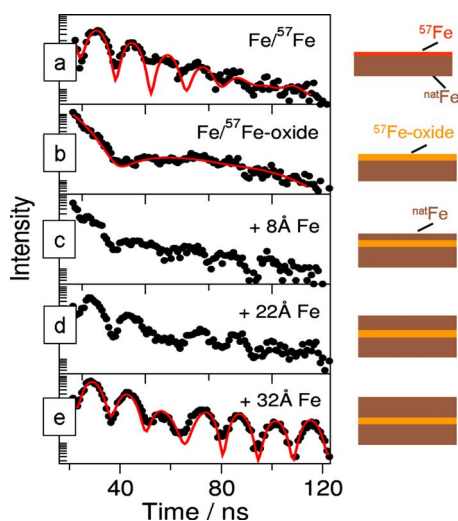 Fe/⁵⁷Fe
a
⁵⁷Fe
ⁿᵃᵗFe
Fe/⁵⁷Fe-oxide
b
⁵⁷Fe-oxide
Intensity
+ 8Å Fe
c
ⁿᵃᵗFe
+ 22Å Fe
d
+ 32Å Fe
e
40 80 120
Time / ns